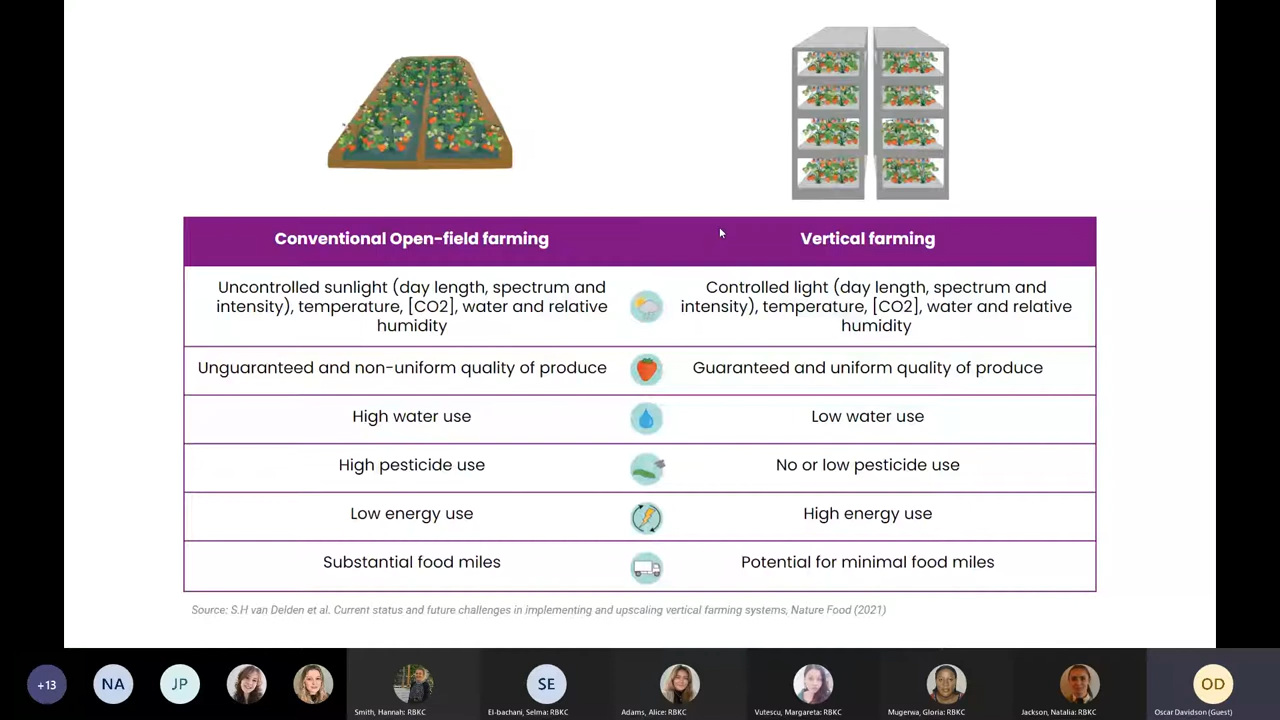 Conventional Open-field farming
Vertical farming
Uncontrolled sunlight (day length, spectrum and
intensity), temperature, [CO2], water and relative
humidity
Controlled light (day length, spectrum and
intensity), temperature, [CO2], water and relative
humidity
Unguaranteed and non-uniform quality of produce
Guaranteed and uniform quality of produce
High water use
Low water use
High pesticide use
No or low pesticide use
Low energy use
High energy use
Substantial food miles
Potential for minimal food miles
Source: S.H van Delden et al. Current status and future challenges in implementing and upscaling vertical farming systems, Nature Food (2021)
+13
NA
JP
SE
OD
Smith, Hannah: RBKC
El-bachani, Selma: RBKC
Adams, Alice: RBKC
Vutescu, Margareta: RBKC
Mugerwa, Gloria: RBKC
Jackson, Natalia: RBKC
Oscar Davidson (Guest)